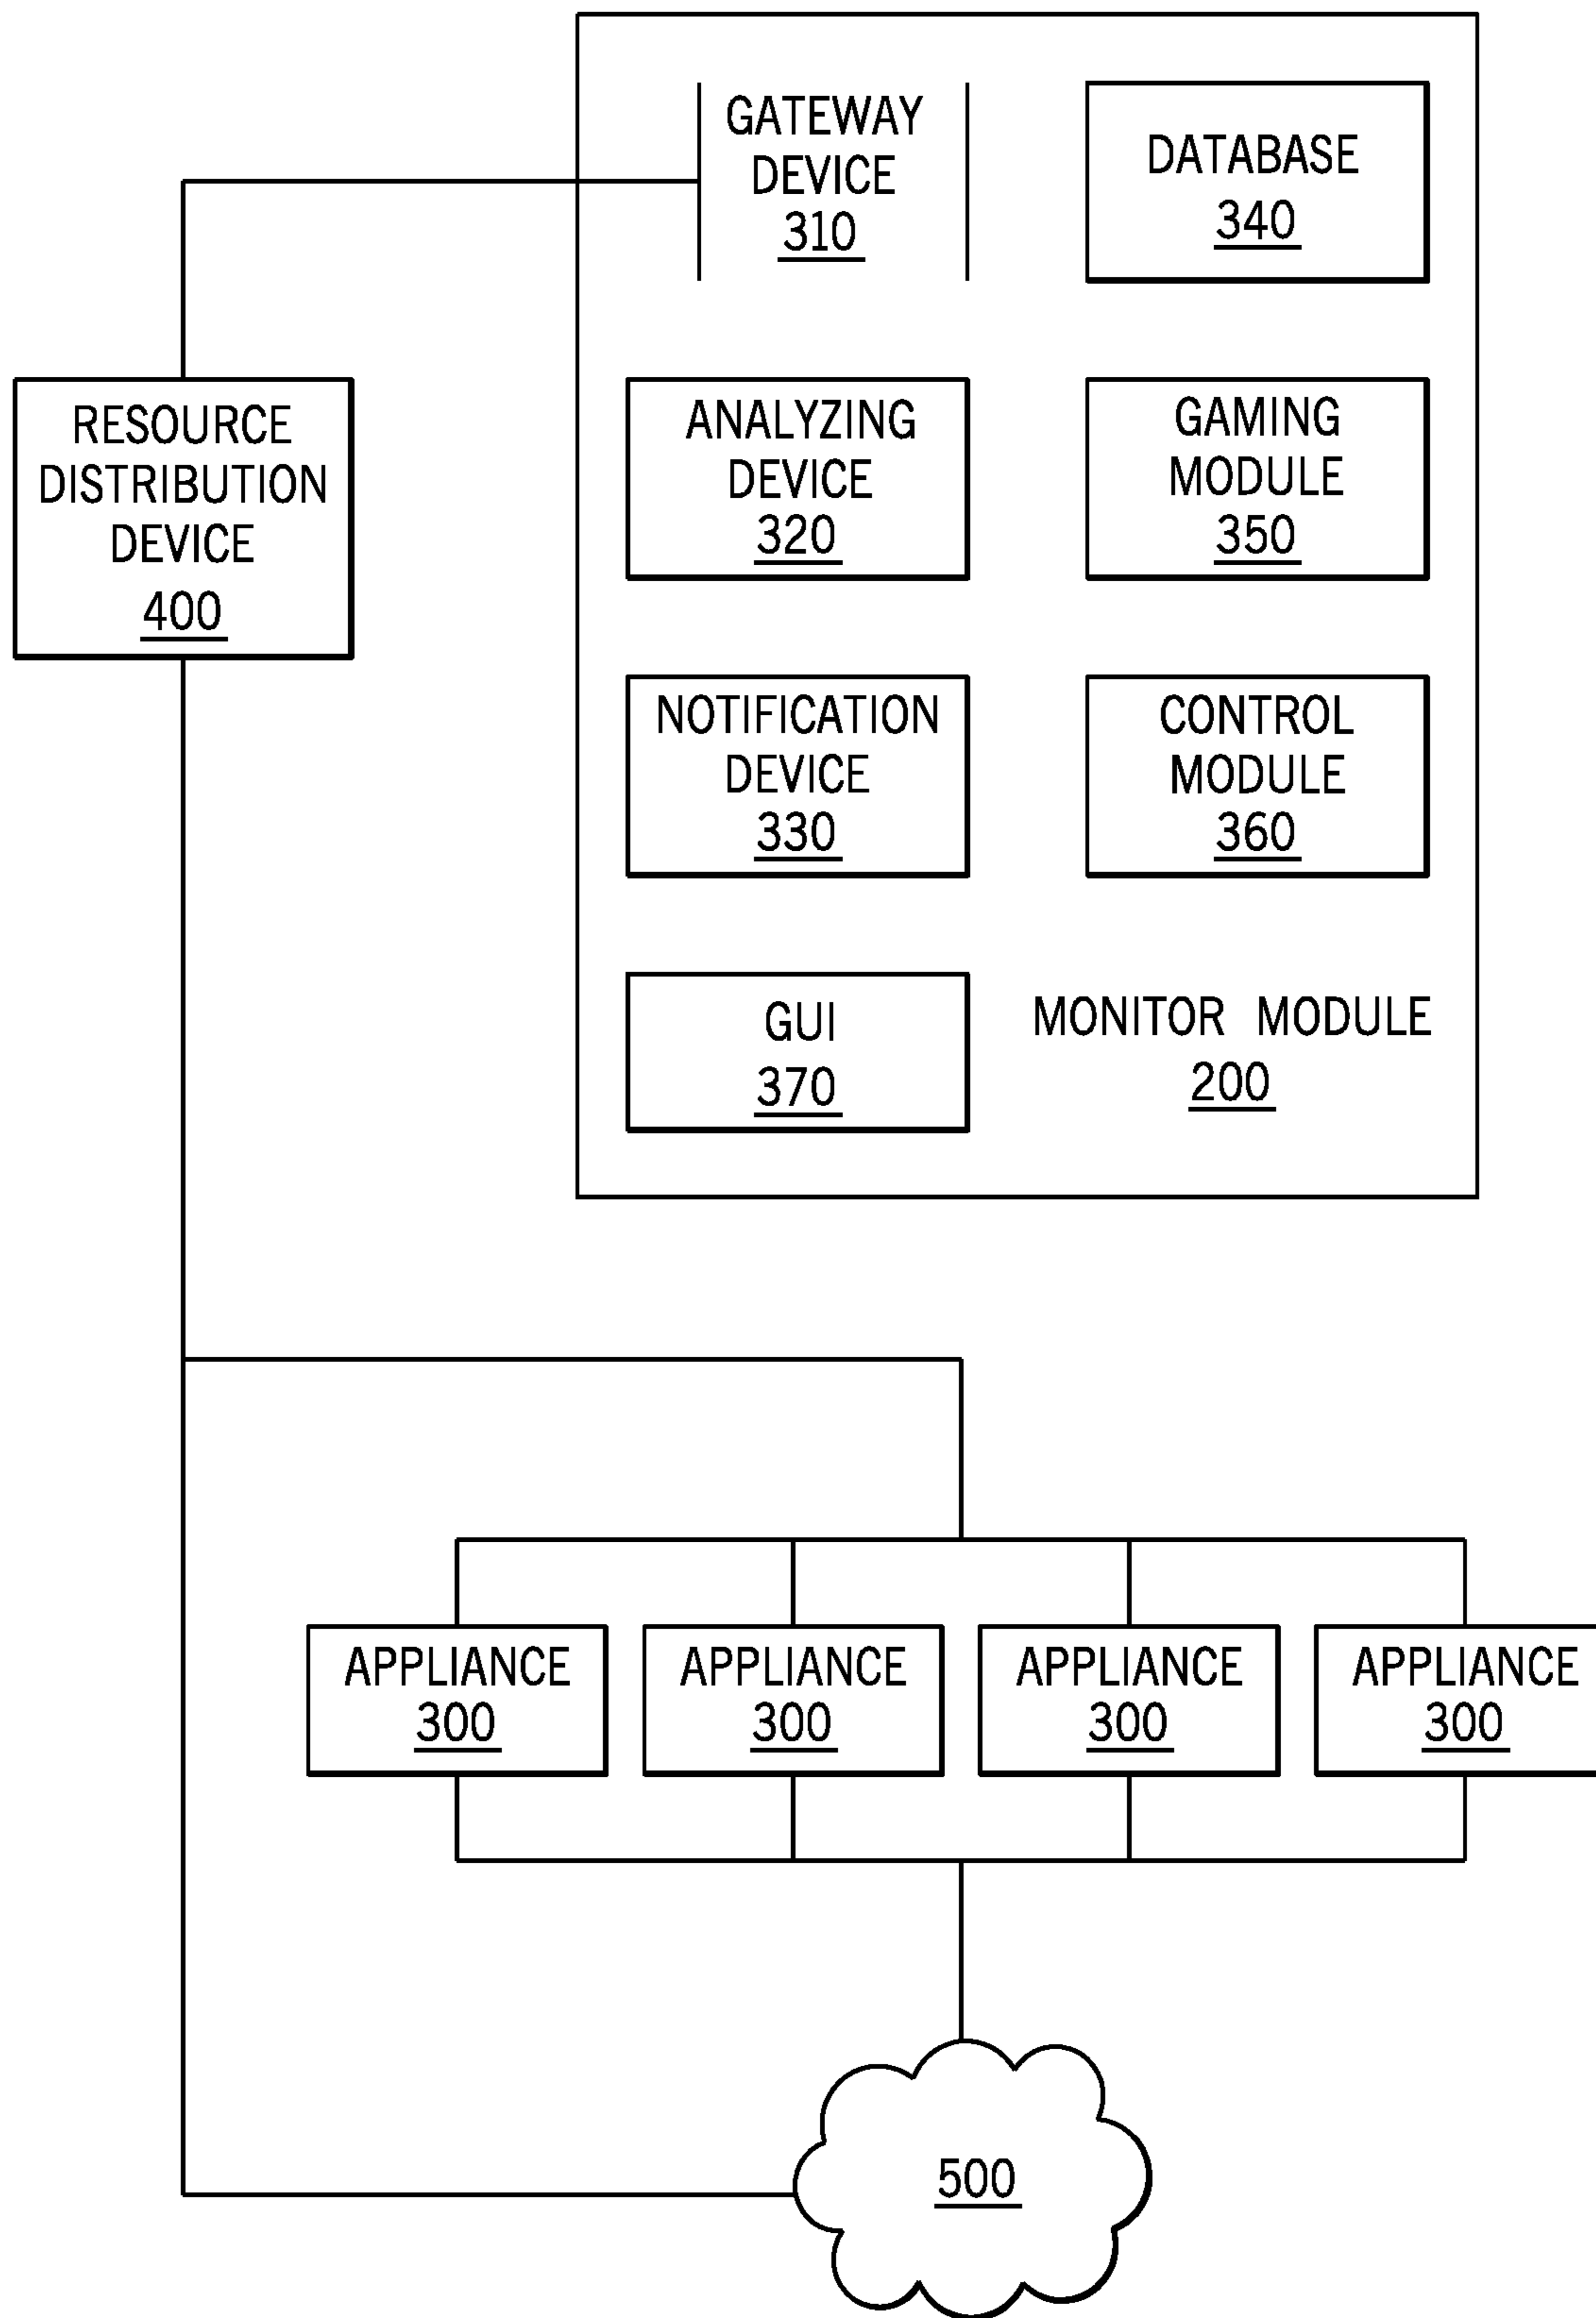 GATEWAY
DEVICE
310
DATABASE
340
RESOURCE
DISTRIBUTION
DEVICE
400
ANALYZING
DEVICE
320
GAMING
MODULE
350
NOTIFICATION
DEVICE
330
CONTROL
MODULE
360
GUI
370
MONITOR MODULE
200
APPLIANCE
300
APPLIANCE
300
APPLIANCE
300
APPLIANCE
300
500